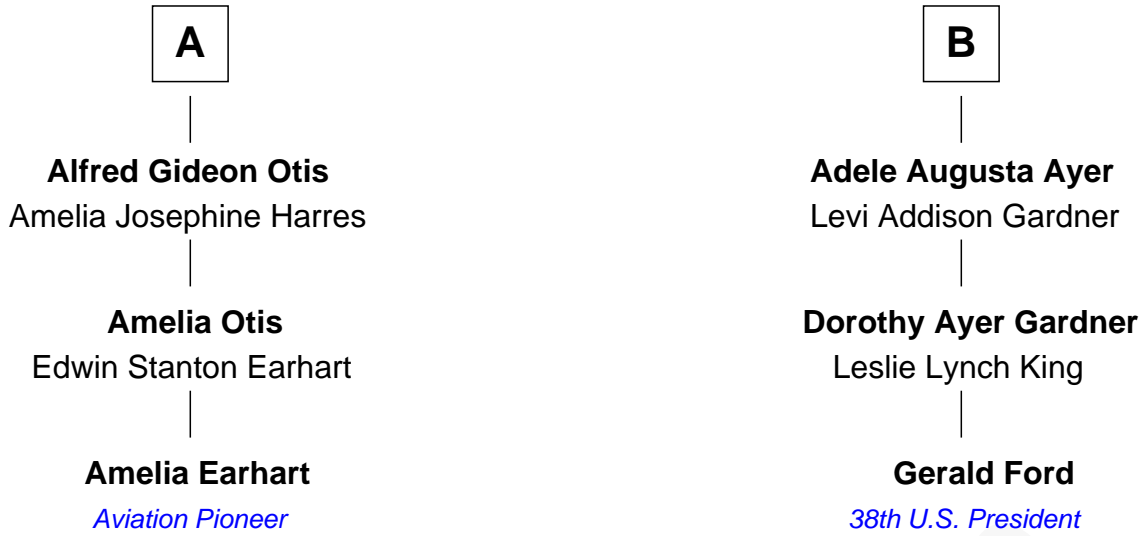 A
B
Alfred Gideon Otis
Adele Augusta Ayer
Amelia Josephine Harres
Levi Addison Gardner
Amelia Otis
Dorothy Ayer Gardner
Edwin Stanton Earhart
Leslie Lynch King
Amelia Earhart
Gerald Ford
Aviation Pioneer
38th U.S. President